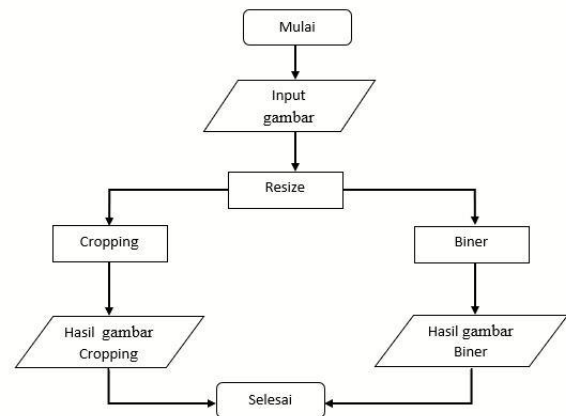 Mulai
Input
gambar
Resize
Cropping
Biner
Hasil gambar
Cropping
Hasil gambar
Biner
Selesai